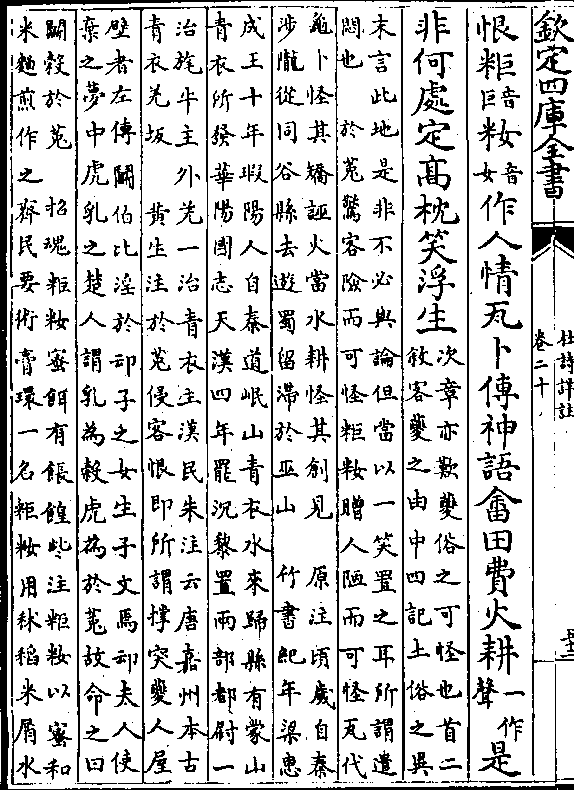 欽定四庫全書
杜詩詳註
卷二十
恨粔音巨籹音女作人情瓦卜傳神語畬田費火耕一作聲是
非何處定高枕笑浮生
次章亦歎夔俗之可怪也首二
敘客夔之由中四記土俗之異
末言此地是非不必與論但當以一笑置之耳所謂遣
悶也 於菟驚客險而可怪粔籹贈人陋而可怪瓦代
龜卜怪其矯誣火當水耕怪其創見 原注頃歲自秦
涉隴從同谷縣去遊蜀留滯於巫山 竹書紀年梁惠
成王十年瑕陽人自秦道岷山青衣水來歸縣有蒙山
青衣所發華陽國志天漢四年罷沉黎置兩部都尉一
治旄牛主外羌一治青衣主漢民朱注云唐嘉州本古
青衣羌坂 黃生注於菟侵客恨即所謂撑突夔人屋
壁者左傳鬭伯比淫於䢵子之女生子文焉䢵夫人使
棄之夢中虎乳之楚人謂乳為穀虎為於菟故命之曰
鬭穀於菟 招魂粔籹蜜餌有餦餭些注粔籹以蜜和
米麵煎作之齊民要術膏環一名粔籹用秫稻米屑水